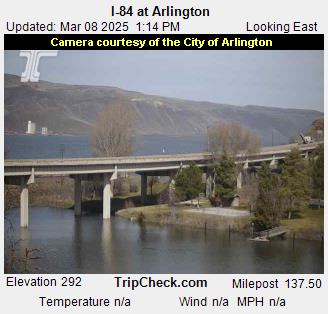 I-84 at Arlington
Updated: Mar 08 2025 1:14 PM Looking East
Camera courtesy of the City of Arlington
Elevation 292 TripCheck.com Milepost 137.50
Temperature n/a Wind n/a MPH n/a